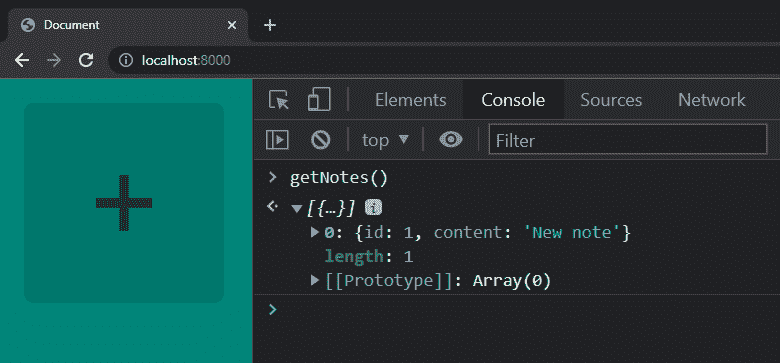 Document
localhost:8000
Elements Console Sources Network
top Filter
getNotes()
[{…}]
0: {id: 1, content: 'New note'}
length: 1
[[Prototype]]: Array(0)